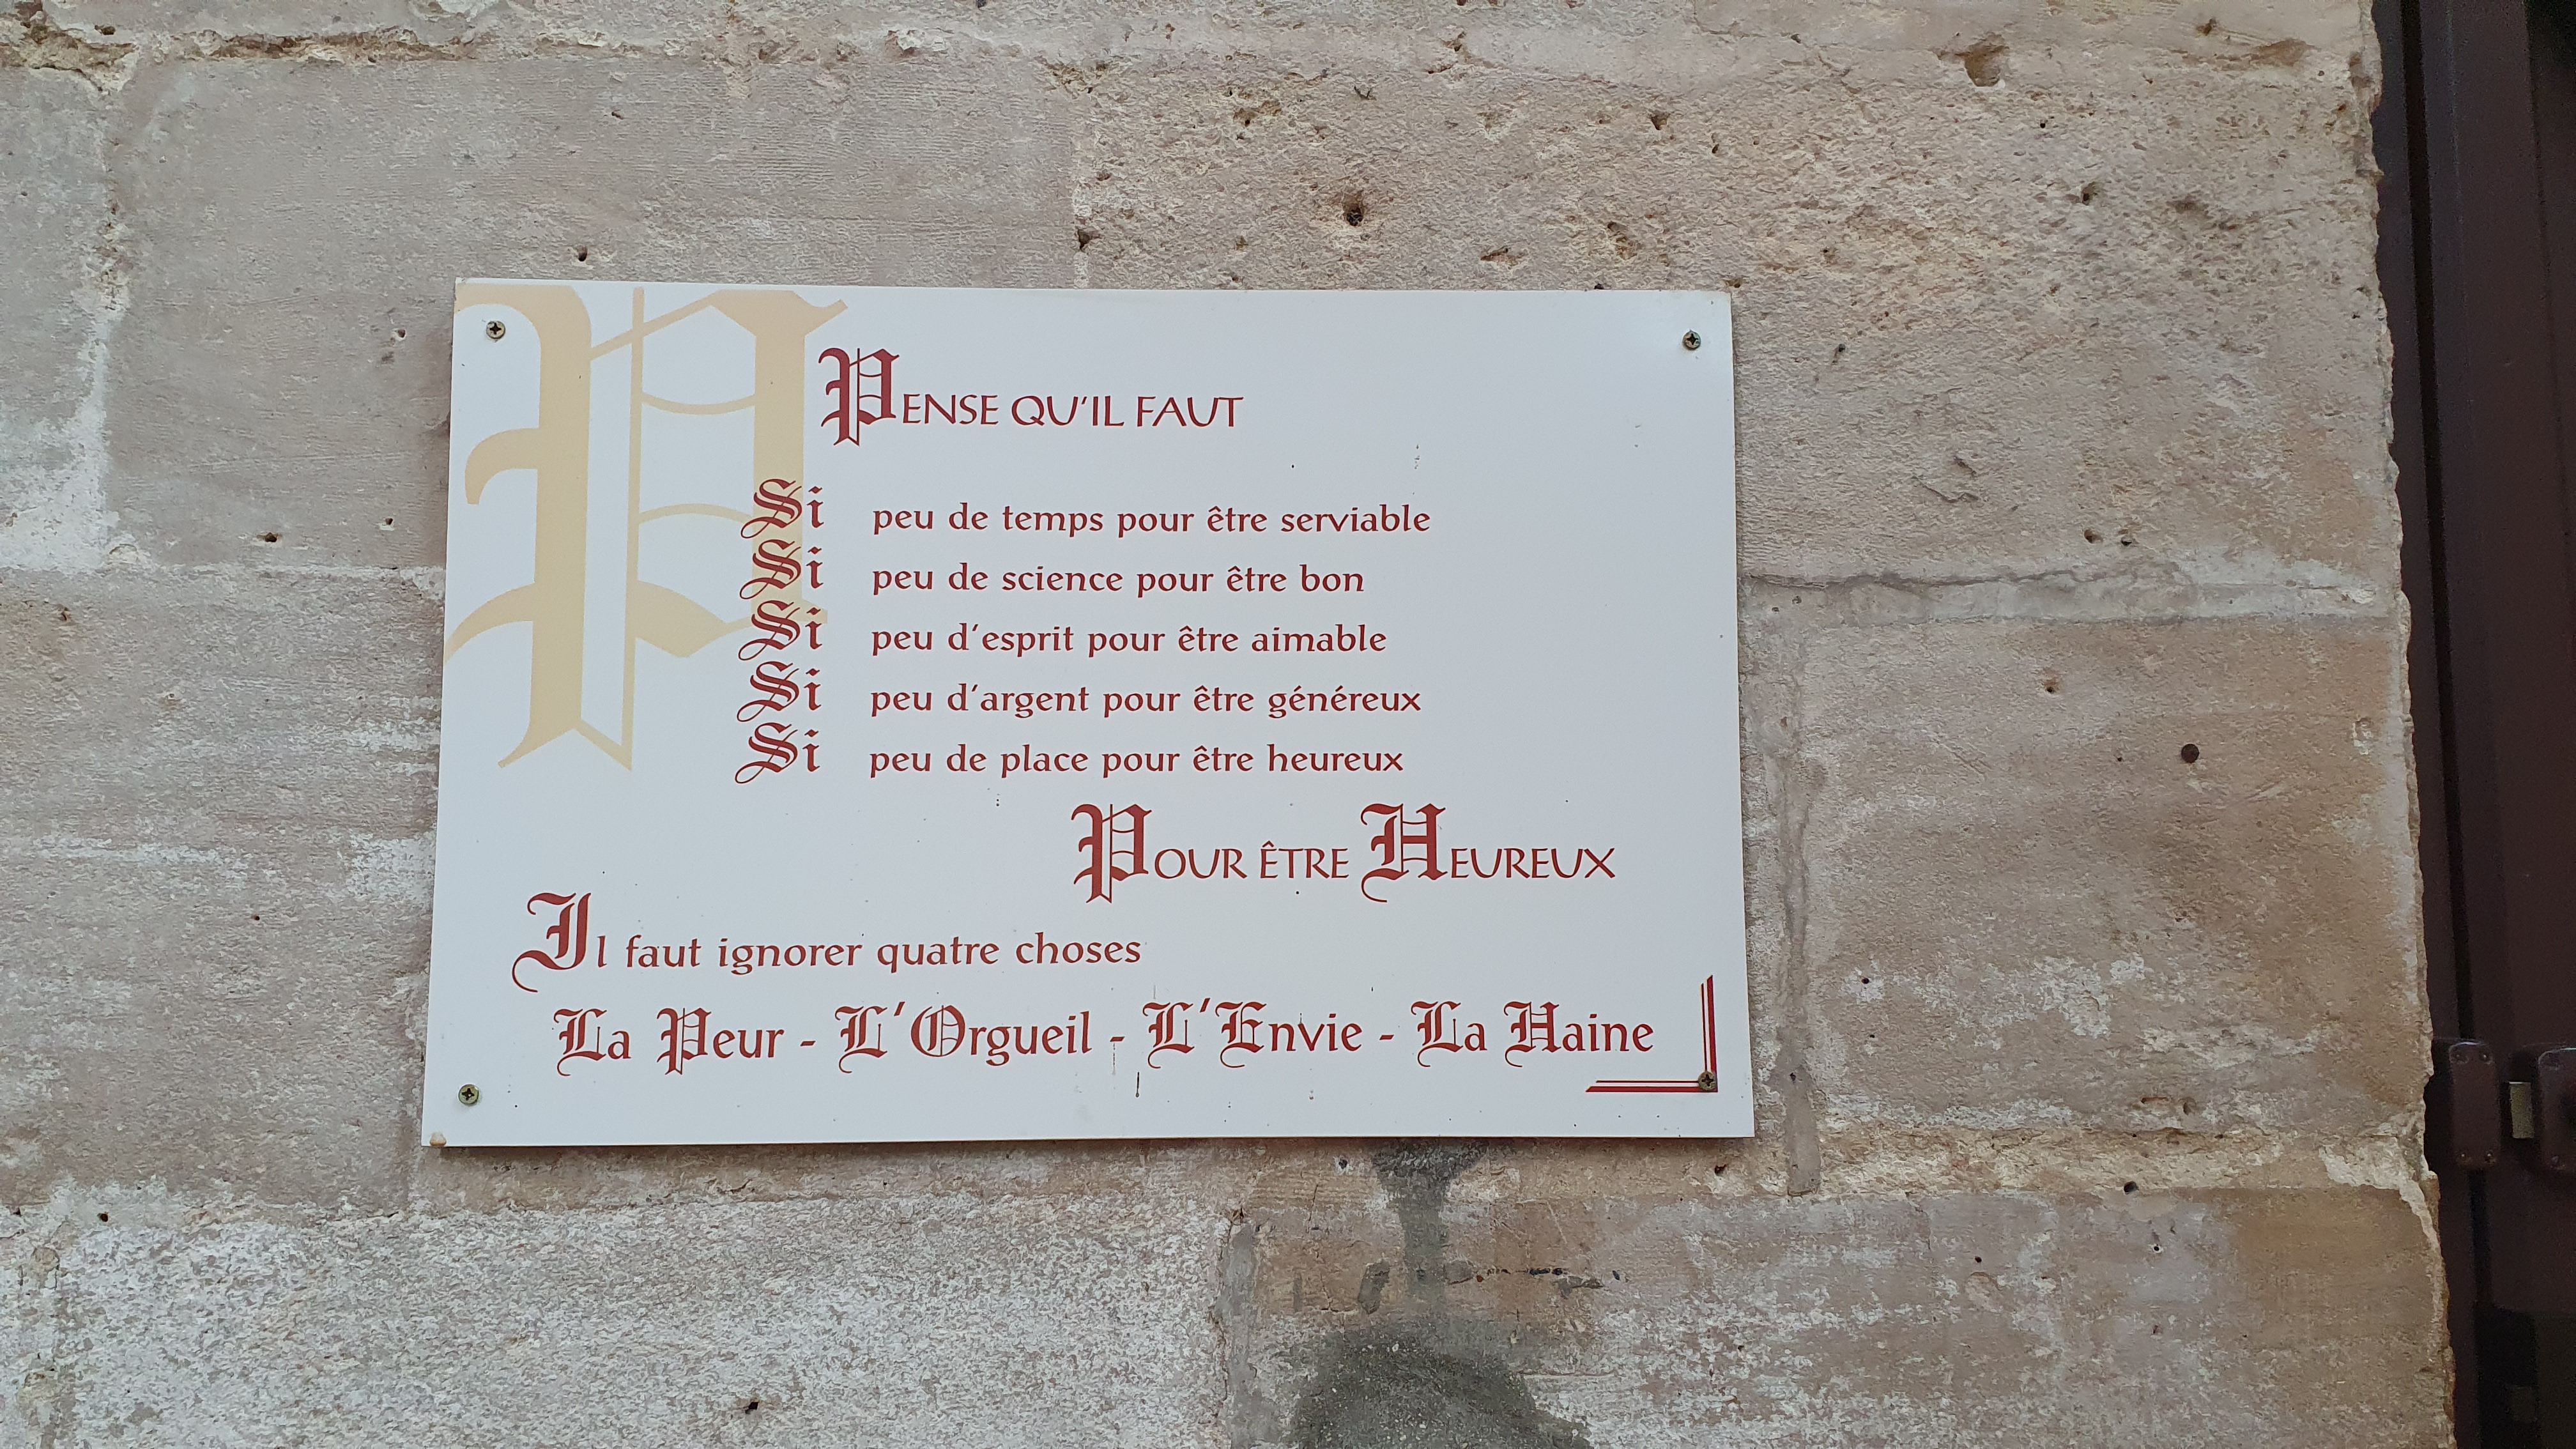 PENSE QU'IL FAUT
Si peu de temps pour être serviable
Si peu de science pour être bon
Si peu d'esprit pour être aimable
Si peu d'argent pour être généreux
Si peu de place pour être heureux
POUR ÊTRE HEUREUX
Il faut ignorer quatre choses
La Peur - L'Orgueil - L'Envie - La Haine